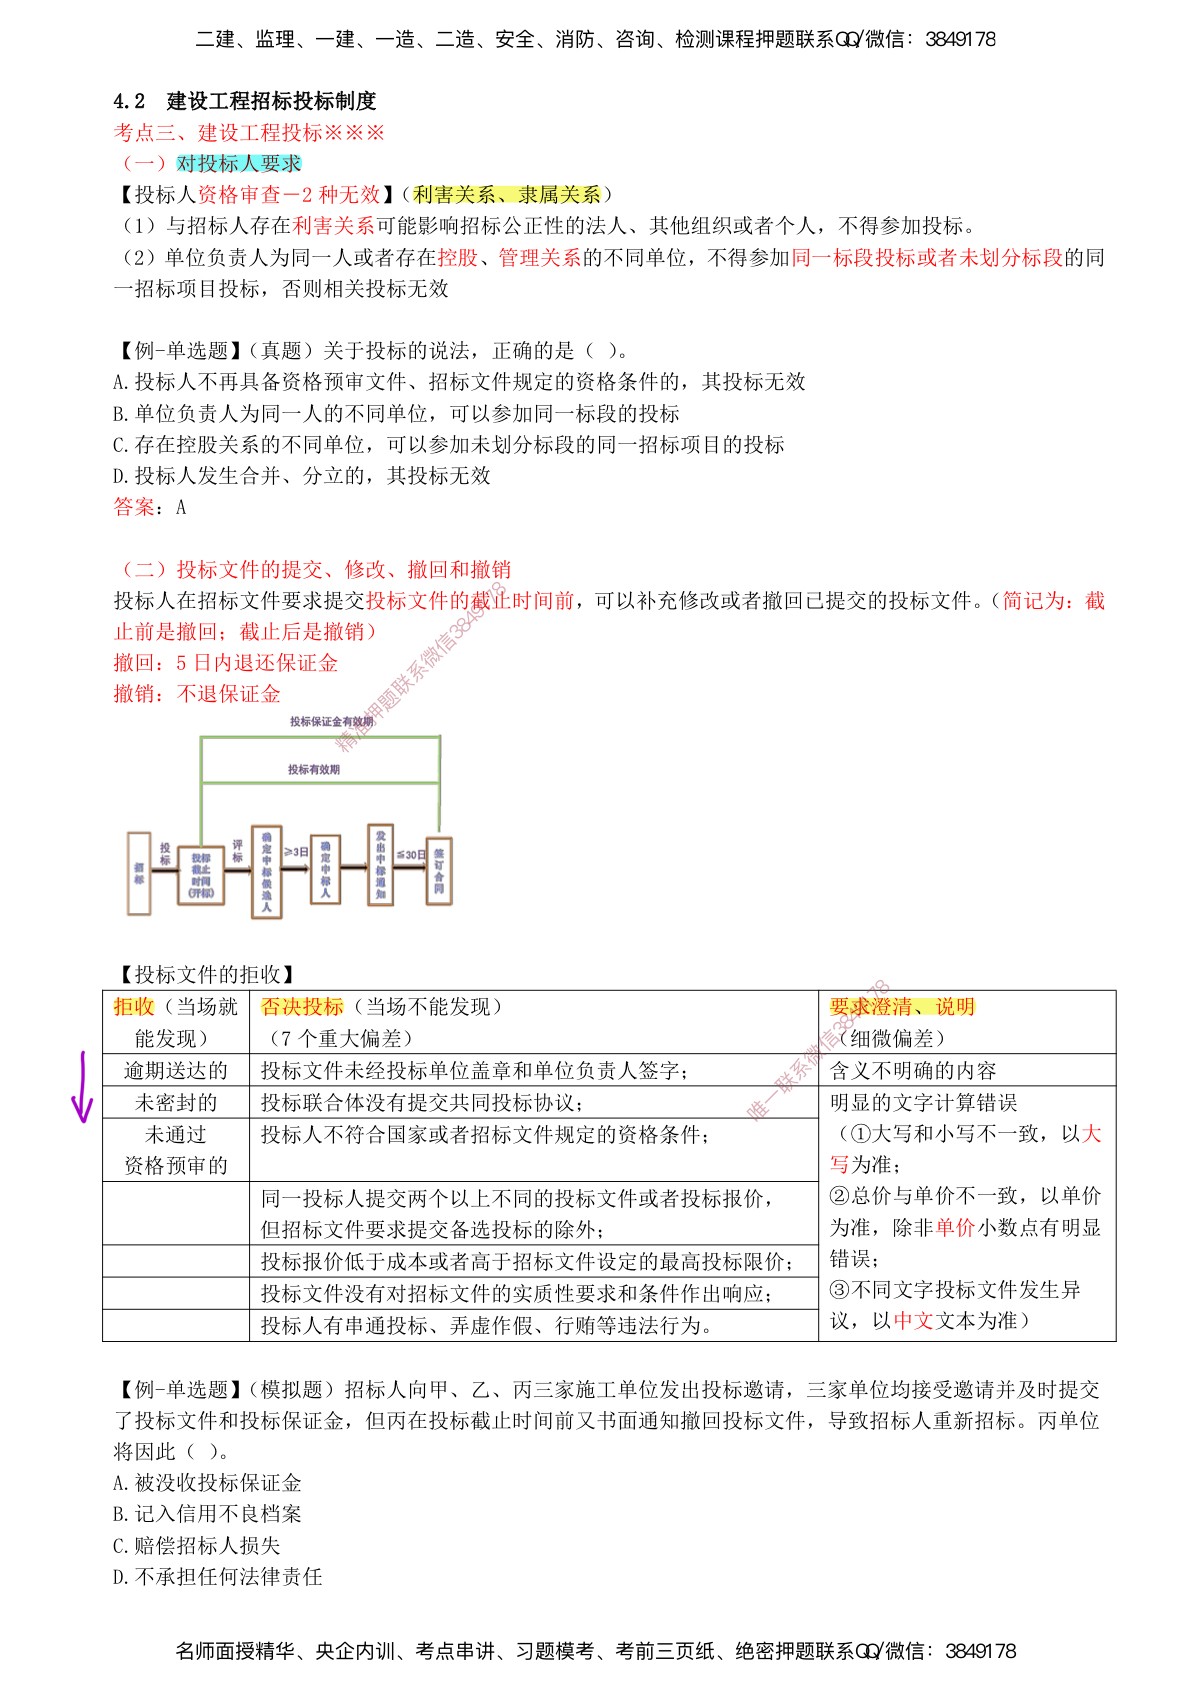 二建、监理、一建、一造、二造、安全、消防、咨询、检测课程押题联系QQ/微信：3849178
4.2 建设工程招标投标制度
考点三、建设工程投标※※※
（一）对投标人要求
【投标人资格审查－2 种无效】（利害关系、隶属关系）
（1）与招标人存在利害关系可能影响招标公正性的法人、其他组织或者个人，不得参加投标。
（2）单位负责人为同一人或者存在控股、管理关系的不同单位，不得参加同一标段投标或者未划分标段的同
一招标项目投标，否则相关投标无效
【例-单选题】（真题）关于投标的说法，正确的是（ ）。
A.投标人不再具备资格预审文件、招标文件规定的资格条件的，其投标无效
B.单位负责人为同一人的不同单位，可以参加同一标段的投标
C.存在控股关系的不同单位，可以参加未划分标段的同一招标项目的投标
D.投标人发生合并、分立的，其投标无效
答案：A
（二）投标文件的提交、修改、撤回和撤销
投标人在招标文件要求提交投标文件的截止时间前，可以补充修改或者撤回已提交的投标文件。（简记为：截
止前是撤回；截止后是撤销）
撤回：5 日内退还保证金
撤销：不退保证金
精准押题联系微信3849178
投标保证金有效期
投标有效期
招标
投标
投标
截止
时间
(开标)
评标
确定中标候选人
≥3日
确定中标人
发出中标通知
≤30日
签订合同
【投标文件的拒收】
唯一联系微信3849178
拒收（当场就
能发现）
否决投标（当场不能发现）
（7 个重大偏差）
要求澄清、说明
（细微偏差）
逾期送达的
投标文件未经投标单位盖章和单位负责人签字；
含义不明确的内容
未密封的
投标联合体没有提交共同投标协议；
明显的文字计算错误
（①大写和小写不一致，以大
写为准；
②总价与单价不一致，以单价
为准，除非单价小数点有明显
错误；
③不同文字投标文件发生异
议，以中文文本为准）
未通过
资格预审的
投标人不符合国家或者招标文件规定的资格条件；
同一投标人提交两个以上不同的投标文件或者投标报价，
但招标文件要求提交备选投标的除外；
投标报价低于成本或者高于招标文件设定的最高投标限价；
投标文件没有对招标文件的实质性要求和条件作出响应；
投标人有串通投标、弄虚作假、行贿等违法行为。
【例-单选题】（模拟题）招标人向甲、乙、丙三家施工单位发出投标邀请，三家单位均接受邀请并及时提交
了投标文件和投标保证金，但丙在投标截止时间前又书面通知撤回投标文件，导致招标人重新招标。丙单位
将因此（ ）。
A.被没收投标保证金
B.记入信用不良档案
C.赔偿招标人损失
D.不承担任何法律责任
名师面授精华、央企内训、考点串讲、习题模考、考前三页纸、绝密押题联系QQ/微信：3849178